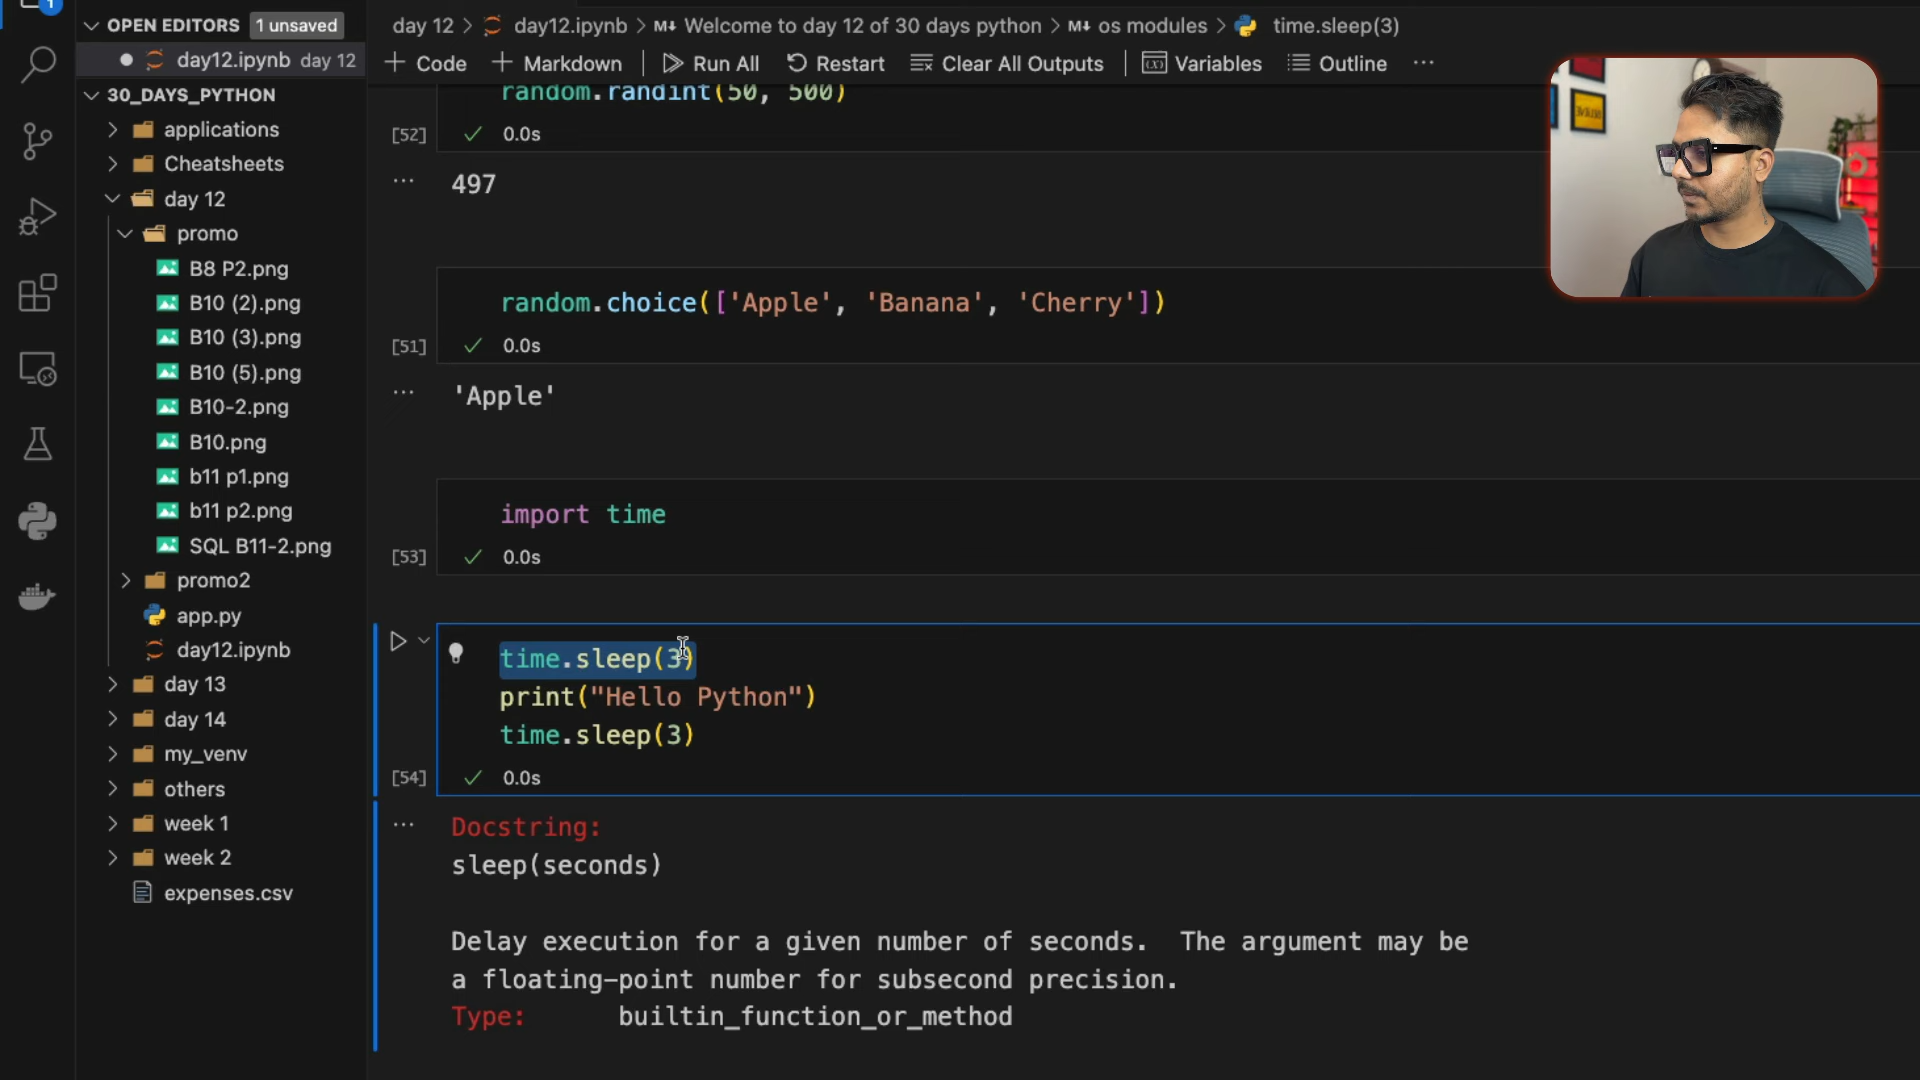 1
OPEN EDITORS 1 unsaved
day12.ipynb day 12
30_DAYS_PYTHON
applications
Cheatsheets
day 12
promo
B8 P2.png
B10 (2).png
B10 (3).png
B10 (5).png
B10-2.png
B10.png
b11 p1.png
b11 p2.png
SQL B11-2.png
promo2
app.py
day12.ipynb
day 13
day 14
my_venv
others
week 1
week 2
expenses.csv
day 12 > day12.ipynb > M↓ Welcome to day 12 of 30 days python > M↓ os modules > time.sleep(3)
+ Code + Markdown Run All Restart Clear All Outputs Variables Outline ...
random.randint(50, 500)
[52] ✓ 0.0s
... 497
random.choice(['Apple', 'Banana', 'Cherry'])
[51] ✓ 0.0s
... 'Apple'
import time
[53] ✓ 0.0s
time.sleep(3)
print("Hello Python")
time.sleep(3)
[54] ✓ 0.0s
... Docstring:
sleep(seconds)
Delay execution for a given number of seconds.  The argument may be
a floating-point number for subsecond precision.
Type:      builtin_function_or_method